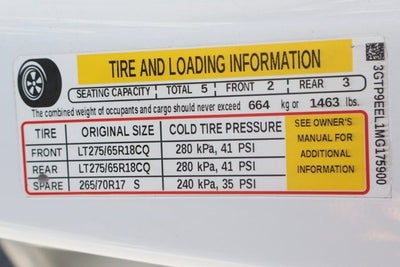 TIRE AND LOADING INFORMATION
SEATING CAPACITY TOTAL 5 FRONT 2 REAR 3
The combined weight of occupants and cargo should never exceed 664 kg or 1463 lbs.
TIRE ORIGINAL SIZE COLD TIRE PRESSURE
FRONT LT275/65R18CQ 280 kPa, 41 PSI
REAR LT275/65R18CQ 280 kPa, 41 PSI
SPARE 265/70R17 S 240 kPa, 35 PSI
SEE OWNER'S
MANUAL FOR
ADDITIONAL
INFORMATION
3GTP9EEL1MG175900